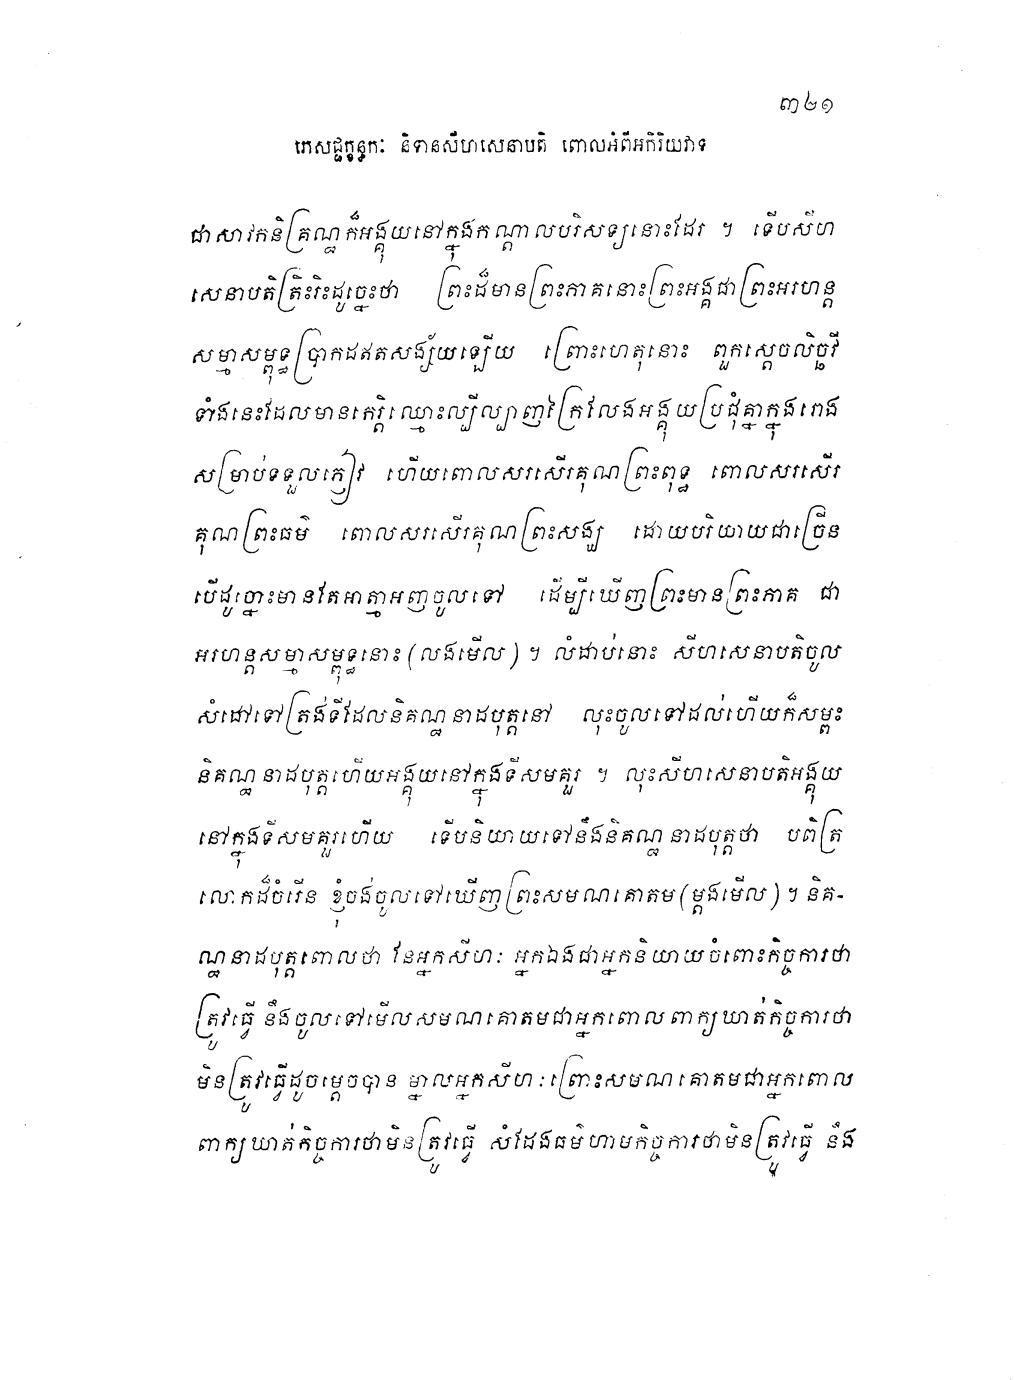 ៣២១
ភេសជ្ជក្ខន្ធកៈ និទានសីហសេនាបតិ ពោលអំពីអកិរិយវាទ
ជាសាវកនិគ្រណ្ឋក៏អង្គុយនៅក្នុងកណ្តាលបរិសទ្យនោះដែរ ។ ទើបសីហ
សេនាបតិត្រិះរិះដូច្នេះថា ព្រះដ៏មានព្រះភាគនោះព្រះអង្គជាព្រះអរហន្ត
សម្មាសម្ពុទ្ធប្រាកដឥតសង្ស័យឡើយ ព្រោះហេតុនោះ ពួកស្តេចលិច្ឆវី
ទាំងនេះដែលមានកេរ្តិ៍ឈ្មោះល្បីល្បាញក្រៃលែងអង្គុយប្រជុំគ្នាក្នុងរោង
សម្រាប់ទទួលភ្ញៀវ ហើយពោលសរសើរគុណព្រះពុទ្ធ ពោលសរសើរ
គុណព្រះធម៌ ពោលសរសើរគុណព្រះសង្ឃ ដោយបរិយាយជាច្រើន
បើដូច្នោះមានតែអាត្មាអញចូលទៅ ដើម្បីឃើញព្រះមានព្រះភាគ ជា
អរហន្តសម្មាសម្ពុទ្ធនោះ (លងមើល) ។ លំដាប់នោះ សីហសេនាបតិចូល
សំដៅទៅត្រង់ទីដែលនិគណ្ឋនាដបុត្តនៅ លុះចូលទៅដល់ហើយក៏សម្ពះ
និគណ្ឋនាដបុត្តហើយអង្គុយនៅក្នុងទីសមគួរ ។ លុះសីហសេនាបតិអង្គុយ
នៅក្នុងទីសមគួរហើយ ទើបនិយាយទៅនឹងនិគណ្ឋនាដបុត្តថា បពិត្រ
លោកដ៏ចំរើន ខ្ញុំចង់ចូលទៅឃើញព្រះសមណគោតម (ម្តងមើល) ។ និគ-
ណ្ឋនាដបុត្តពោលថា នែអ្នកសីហៈ អ្នកឯងជាអ្នកនិយាយចំពោះកិច្ចការថា
ត្រូវធ្វើ នឹងចូលទៅមើលសមណគោតមជាអ្នកពោលពាក្យឃាត់កិច្ចការថា
មិនត្រូវធ្វើដូចម្តេចបាន ម្នាលអ្នកសីហៈព្រោះសមណគោតមជាអ្នកពោល
ពាក្យឃាត់កិច្ចការថាមិនត្រូវធ្វើ សំដែងធម៌ហាមកិច្ចការថាមិនត្រូវធ្វើ នឹង